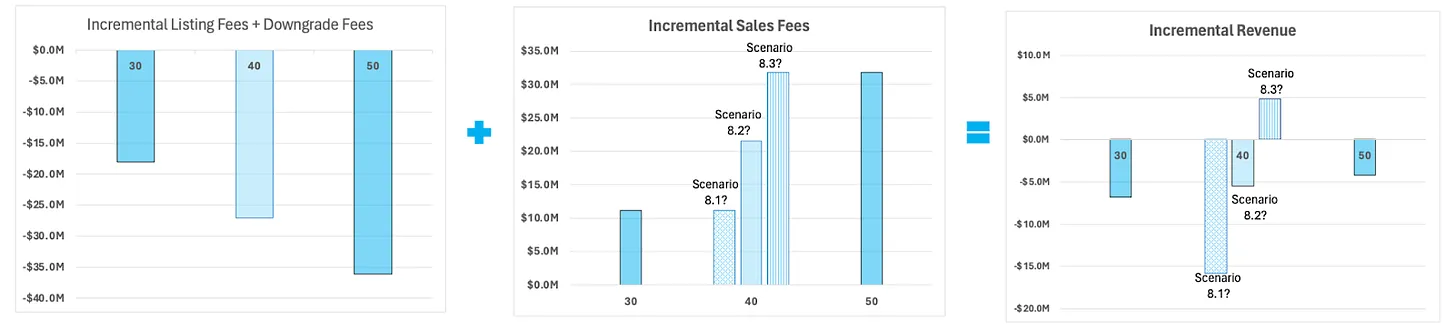 Incremental Listing Fees + Downgrade Fees
$0.0M
-$5.0M
-$10.0M
-$15.0M
-$20.0M
-$25.0M
-$30.0M
-$35.0M
-$40.0M
30
40
50
Incremental Sales Fees
$35.0M
$30.0M
$25.0M
$20.0M
$15.0M
$10.0M
$5.0M
$0.0M
Scenario
8.1?
Scenario
8.2?
Scenario
8.3?
30
40
50
Incremental Revenue
$10.0M
$5.0M
$0.0M
-$5.0M
-$10.0M
-$15.0M
-$20.0M
30
Scenario
8.1?
40
Scenario
8.2?
Scenario
8.3?
50